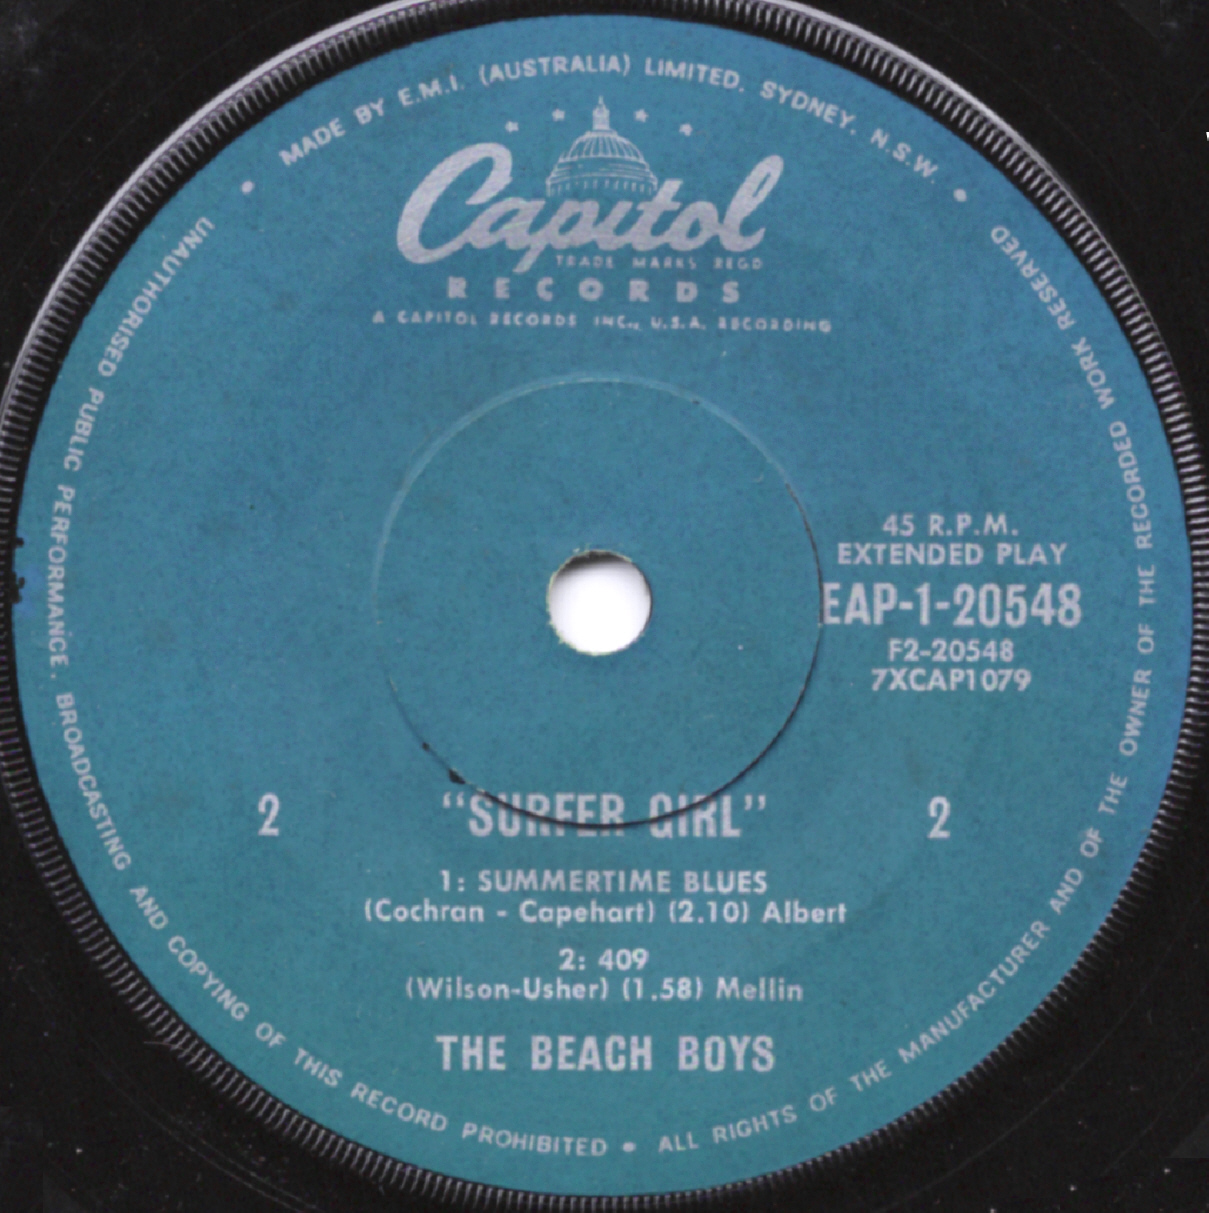 MADE BY E.M.I. (AUSTRALIA) LIMITED. SYDNEY. N.S.W.
Capitol
TRADE MARKS REGD
RECORDS
A CAPITOL RECORDS INC., U.S.A. RECORDING
45 R.P.M.
EXTENDED PLAY
EAP-1-20548
F2-20548
7XCAP1079
2 "SURFER GIRL" 2
1: SUMMERTIME BLUES
(Cochran - Capehart) (2.10) Albert
2: 409
(Wilson-Usher) (1.58) Mellin
THE BEACH BOYS
UNAUTHORISED PUBLIC PERFORMANCE. BROADCASTING AND COPYING OF THIS RECORD PROHIBITED • ALL RIGHTS OF THE MANUFACTURER AND OF THE OWNER OF THE RECORDED WORK RESERVED